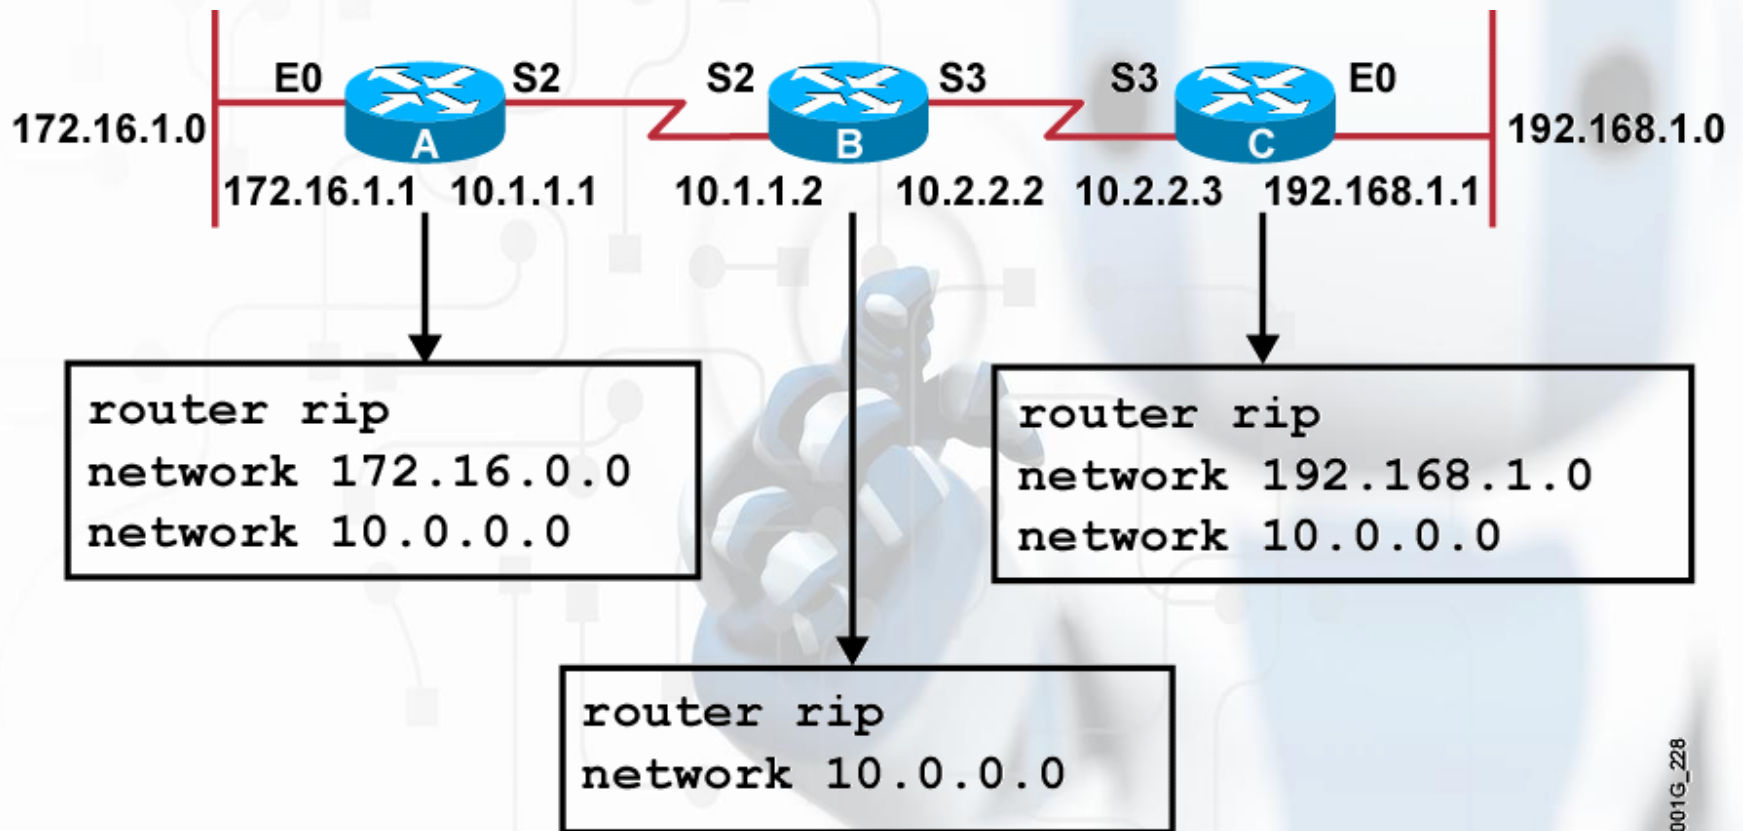 E0
S2
S2
S3
S3
E0
172.16.1.0
A
B
C
192.168.1.0
172.16.1.1
10.1.1.1
10.1.1.2
10.2.2.2
10.2.2.3
192.168.1.1
router rip
network 172.16.0.0
network 10.0.0.0
router rip
network 192.168.1.0
network 10.0.0.0
router rip
network 10.0.0.0
001G_228